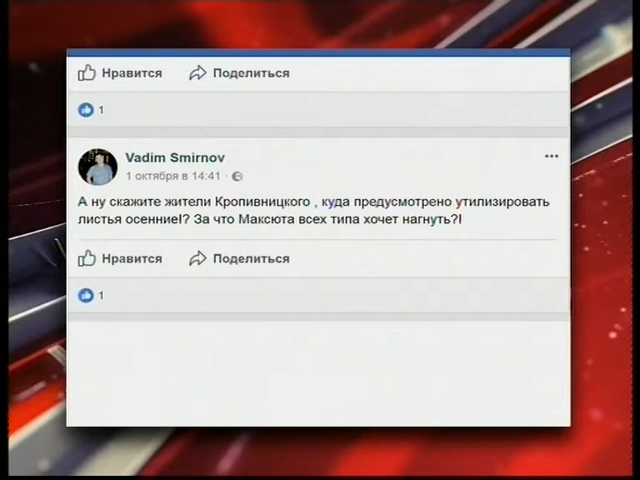 Нравится Поделиться
1
Vadim Smirnov
1 октября в 14:41 ·
А ну скажите жители Кропивницкого , куда предусмотрено утилизировать
листья осенние!? За что Максюта всех типа хочет нагнуть?!
Нравится Поделиться
1